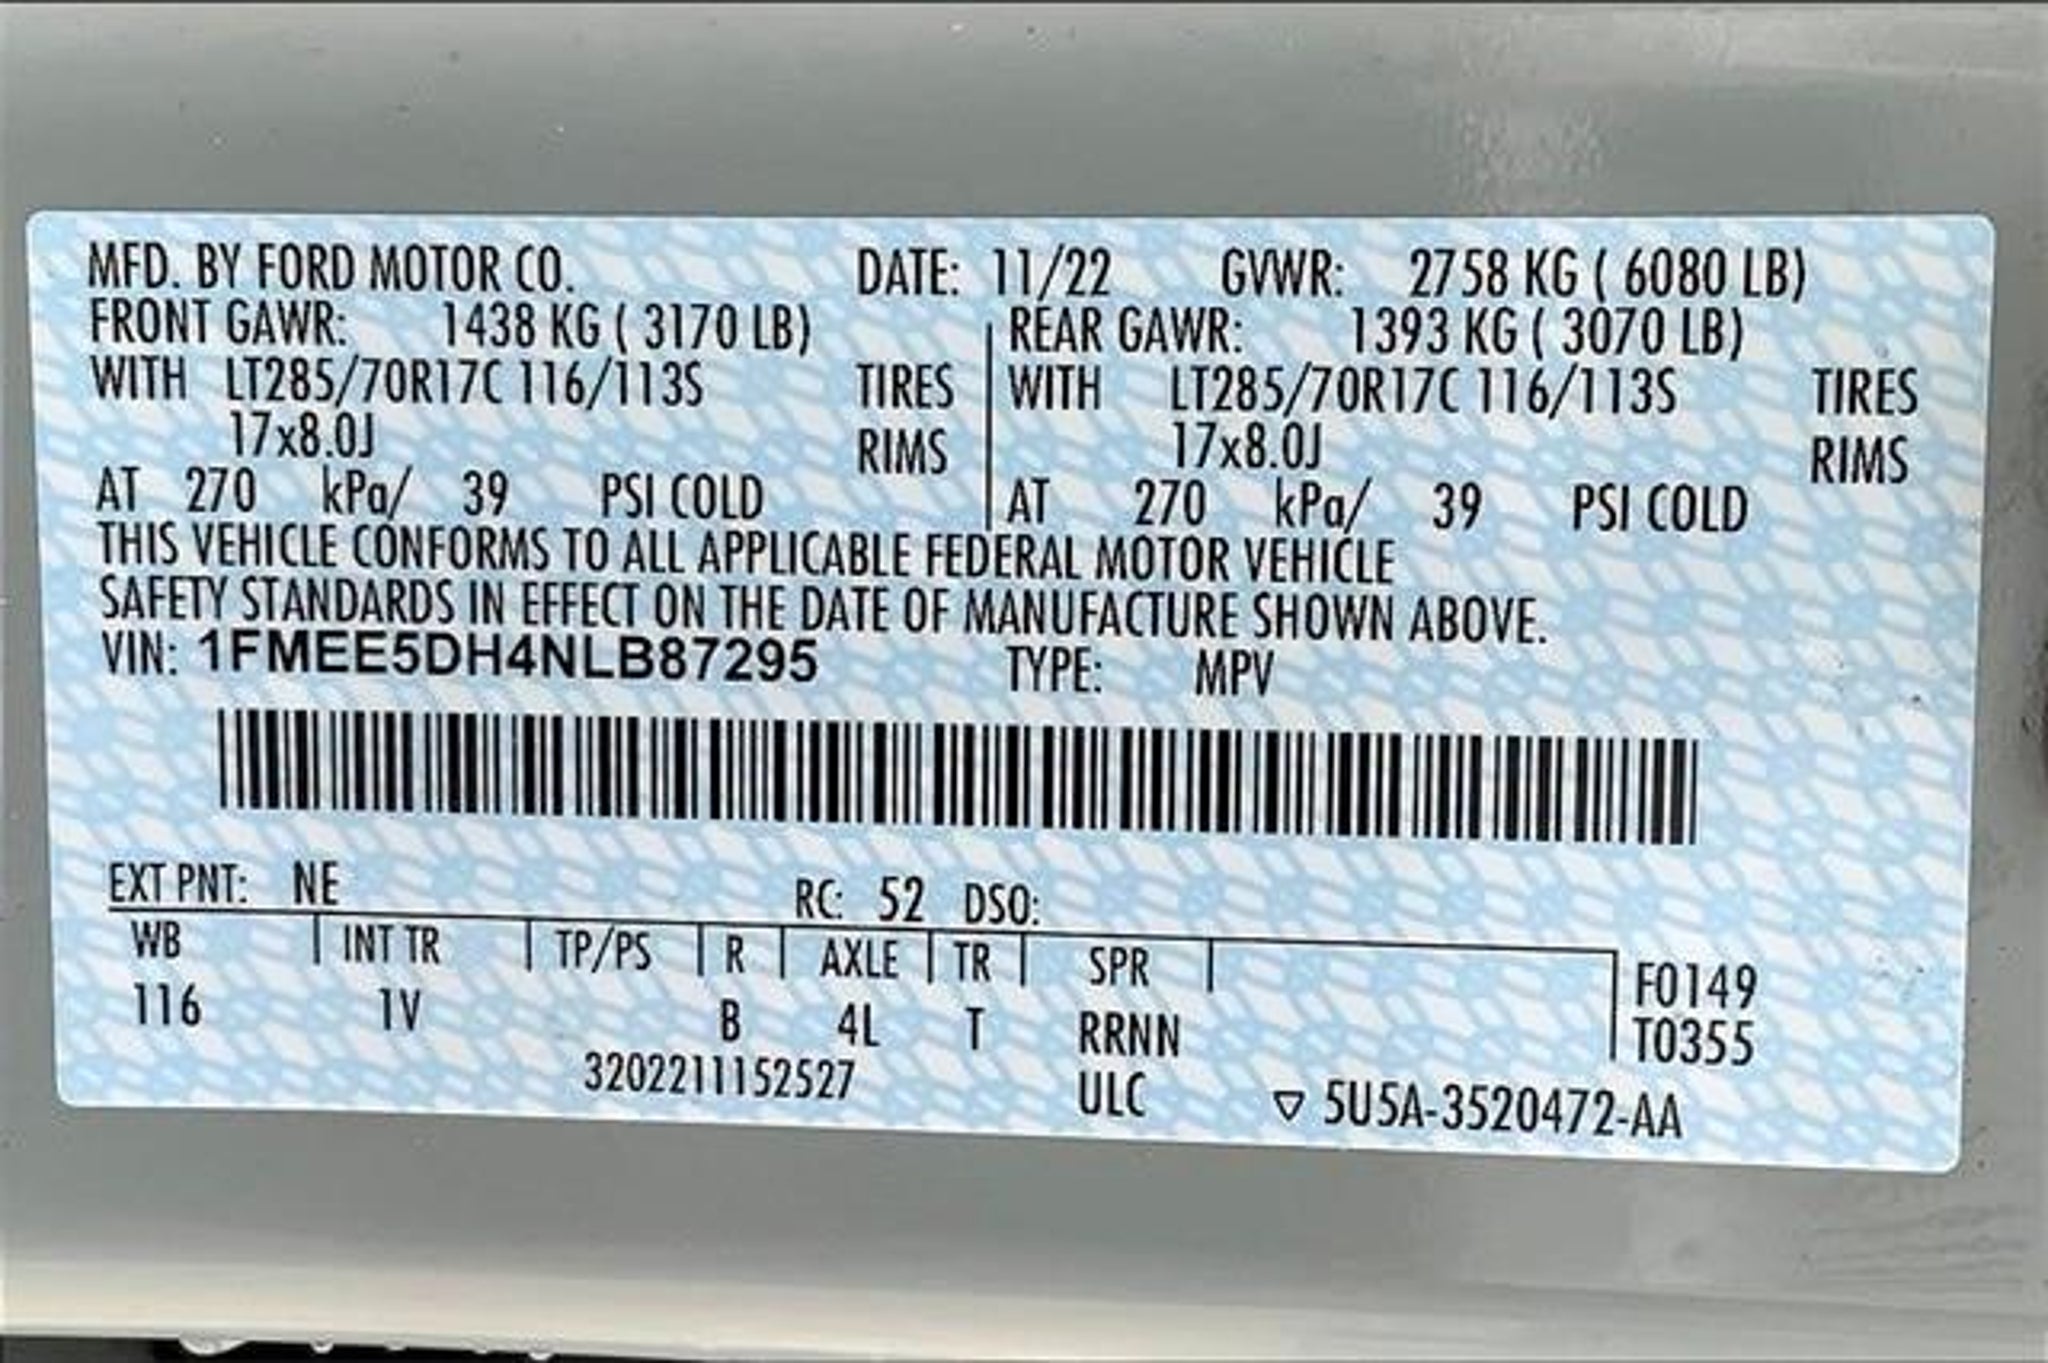 MFD. BY FORD MOTOR CO. DATE: 11/22 GVWR: 2758 KG ( 6080 LB)
FRONT GAWR: 1438 KG ( 3170 LB) REAR GAWR: 1393 KG ( 3070 LB)
WITH LT285/70R17C 116/113S TIRES WITH LT285/70R17C 116/113S TIRES
17x8.0J RIMS 17x8.0J RIMS
AT 270 kPa/ 39 PSI COLD AT 270 kPa/ 39 PSI COLD
THIS VEHICLE CONFORMS TO ALL APPLICABLE FEDERAL MOTOR VEHICLE
SAFETY STANDARDS IN EFFECT ON THE DATE OF MANUFACTURE SHOWN ABOVE.
VIN: 1FMEE5DH4NLB87295 TYPE: MPV
EXT PNT: NE RC: 52 DSO:
WB INT TR TP/PS R AXLE TR SPR F0149
116 1V B 4L T RRNN T0355
3202211152527 ULC ▽ 5U5A-3520472-AA